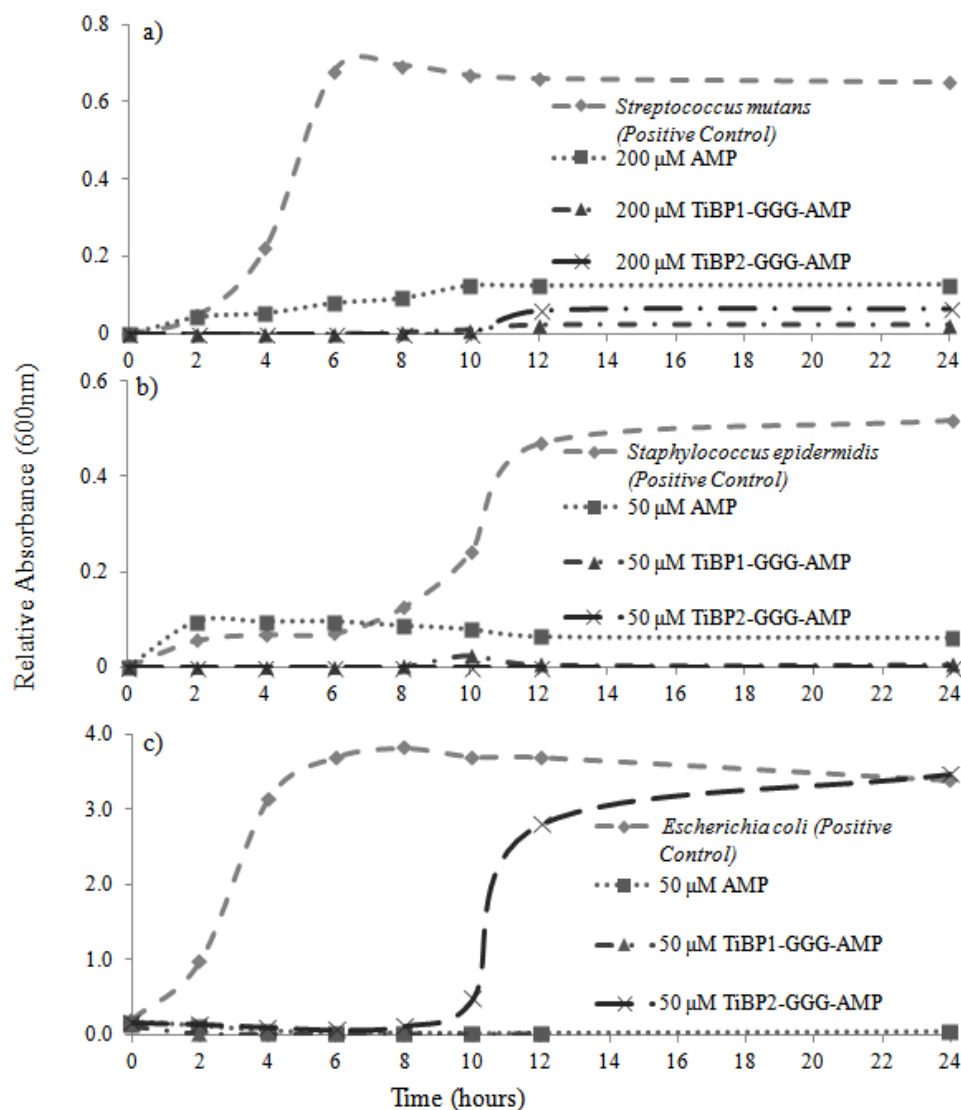 a)
0.8
0.6
0.4
0.2
0
Streptococcus mutans
(Positive Control)
200 µM AMP
200 µM TiBP1-GGG-AMP
200 µM TiBP2-GGG-AMP
0 2 4 6 8 10 12 14 16 18 20 22 24
b)
0.6
0.4
0.2
0
Staphylococcus epidermidis
(Positive Control)
50 µM AMP
50 µM TiBP1-GGG-AMP
50 µM TiBP2-GGG-AMP
0 2 4 6 8 10 12 14 16 18 20 22 24
c)
4.0
3.0
2.0
1.0
0.0
Escherichia coli (Positive
Control)
50 µM AMP
50 µM TiBP1-GGG-AMP
50 µM TiBP2-GGG-AMP
0 2 4 6 8 10 12 14 16 18 20 22 24
Relative Absorbance (600nm)
Time (hours)